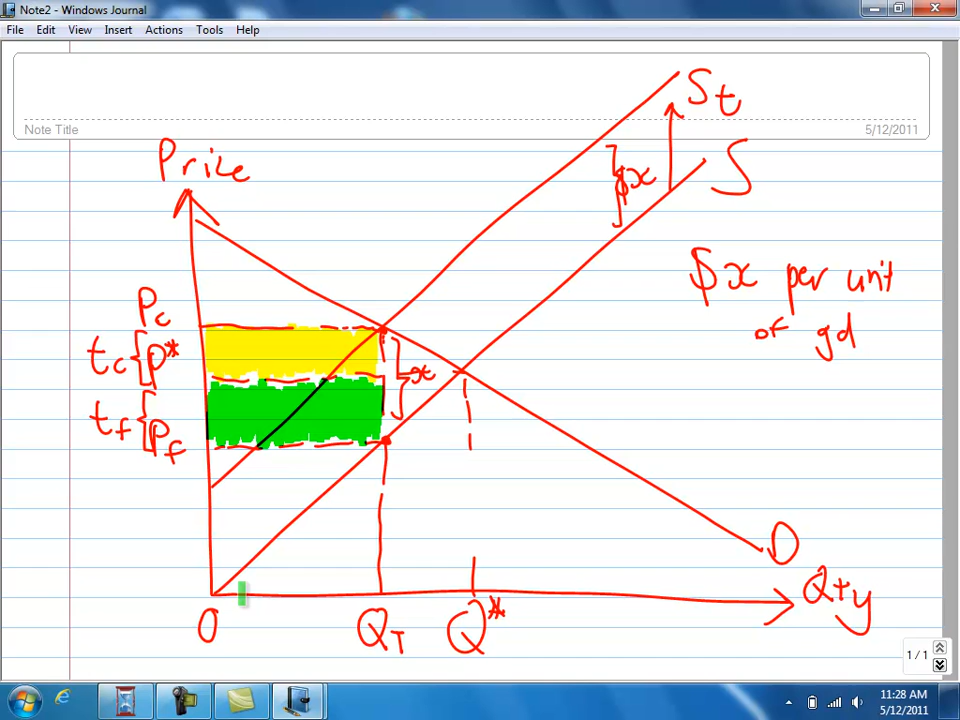 Note2 - Windows Journal
File Edit View Insert Actions Tools Help
Note Title
5/12/2011
Price
St
S
$x
$x per unit
of gd
Pc
tc { P*
tf { Pf
x
D
Qty
O
QT
Q*
1 / 1
11:28 AM
5/12/2011